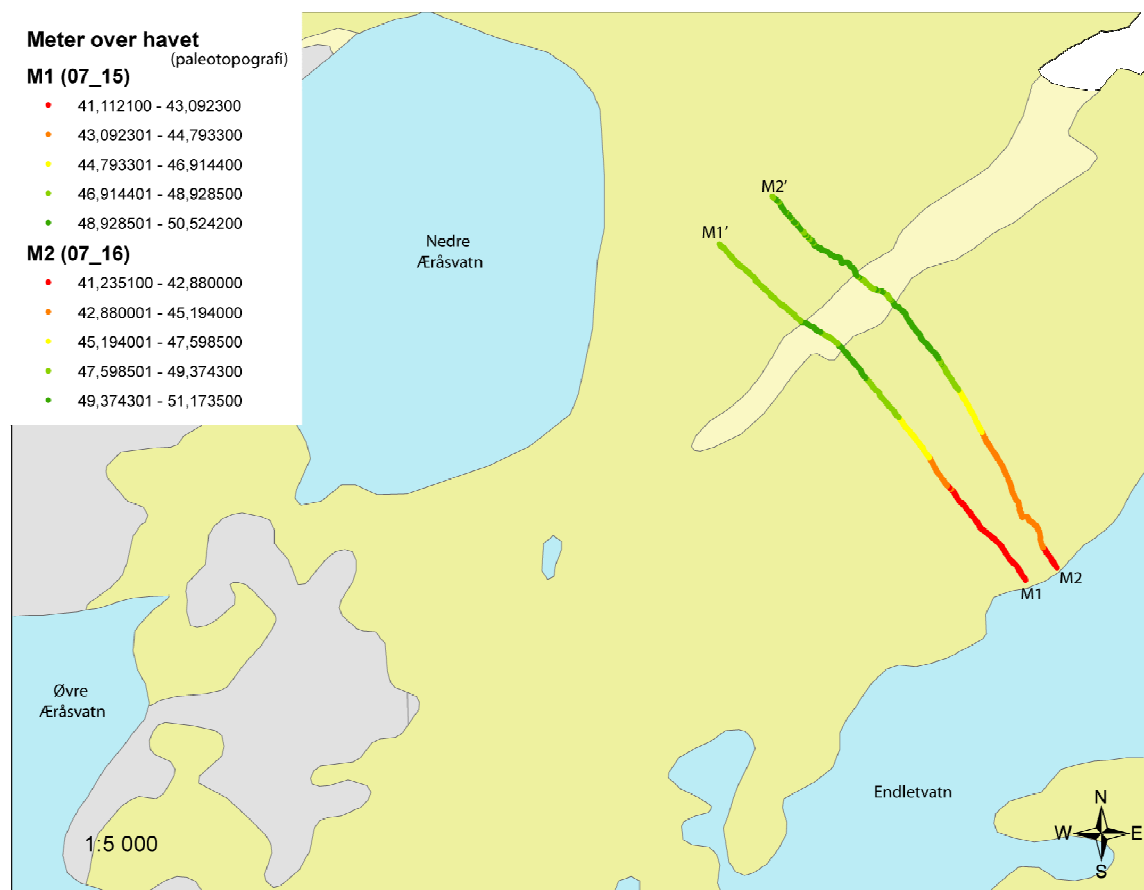 Meter over havet
(paleotopografi)
M1 (07_15)
41,112100 - 43,092300
43,092301 - 44,793300
44,793301 - 46,914400
46,914401 - 48,928500
48,928501 - 50,524200
M2 (07_16)
41,235100 - 42,880000
42,880001 - 45,194000
45,194001 - 47,598500
47,598501 - 49,374300
49,374301 - 51,173500
M2’
M1’
Nedre
Æråsvatn
M2
M1
Øvre
Æråsvatn
Endletvatn
N
W E
S
1:5 000